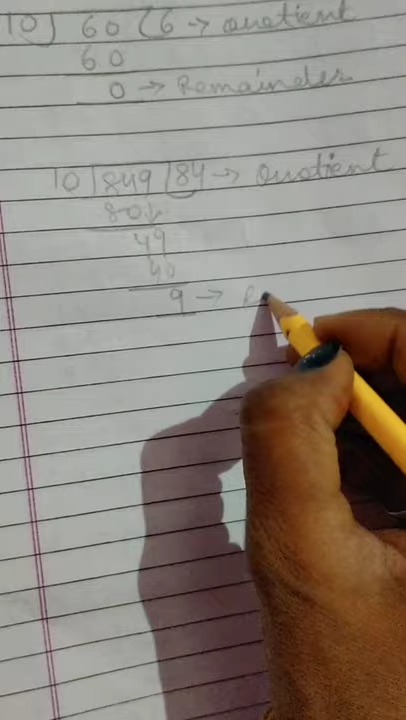 10) 60 (6 → Quotient
60
0 → Remainder
10 | 849 | 84 → Quotient
80↓
49
40
9 → R